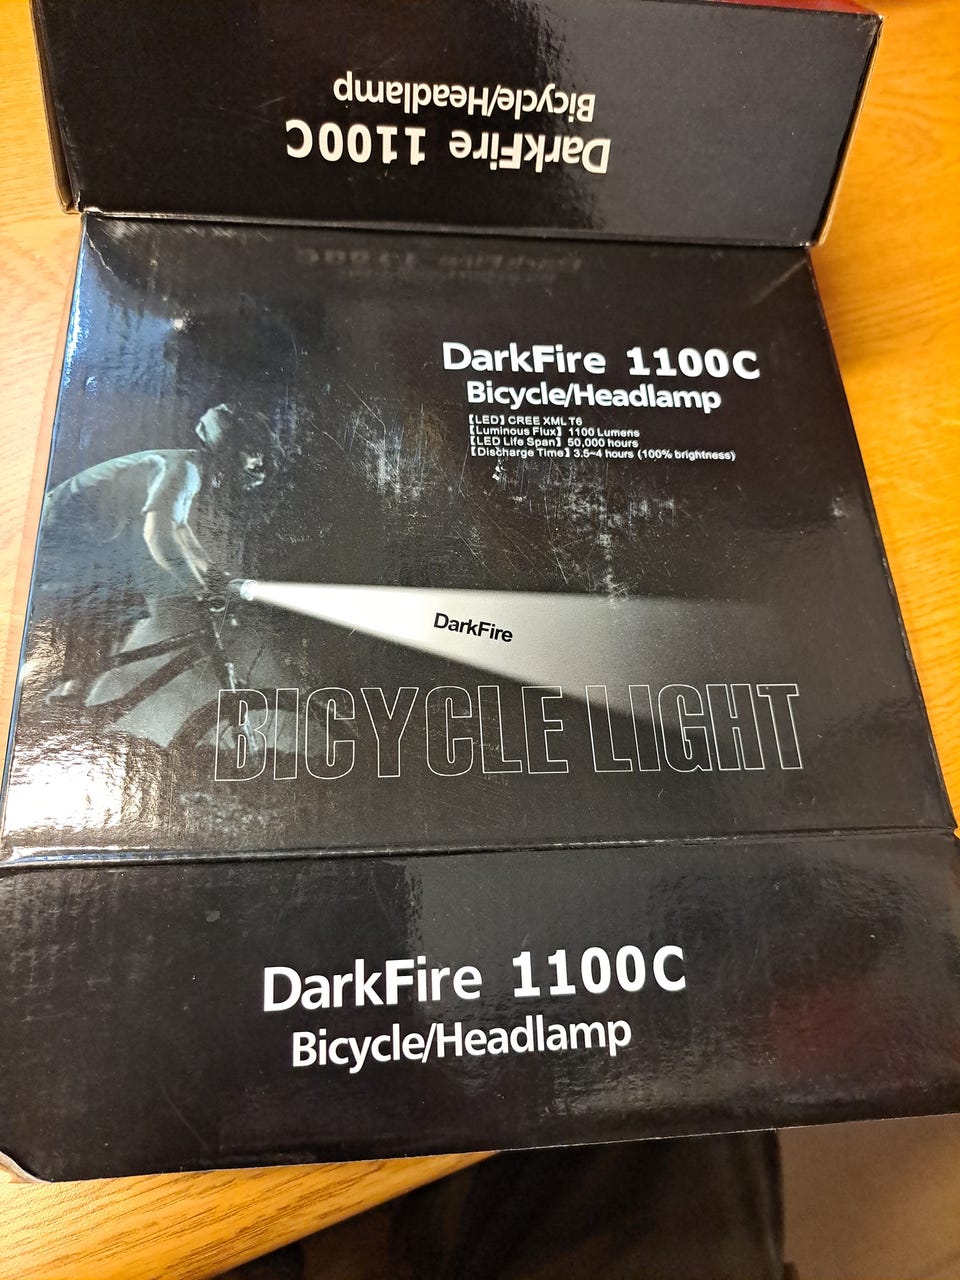 Bicycle/Headlamp
DarkFire 1100C
DarkFire 1100C
Bicycle/Headlamp
【LED】CREE XML T6
【Luminous Flux】 1100 Lumens
【LED Life Span】 50,000 hours
【Discharge Time】3.5~4 hours (100% brightness)
DarkFire
BICYCLE LIGHT
DarkFire 1100C
Bicycle/Headlamp